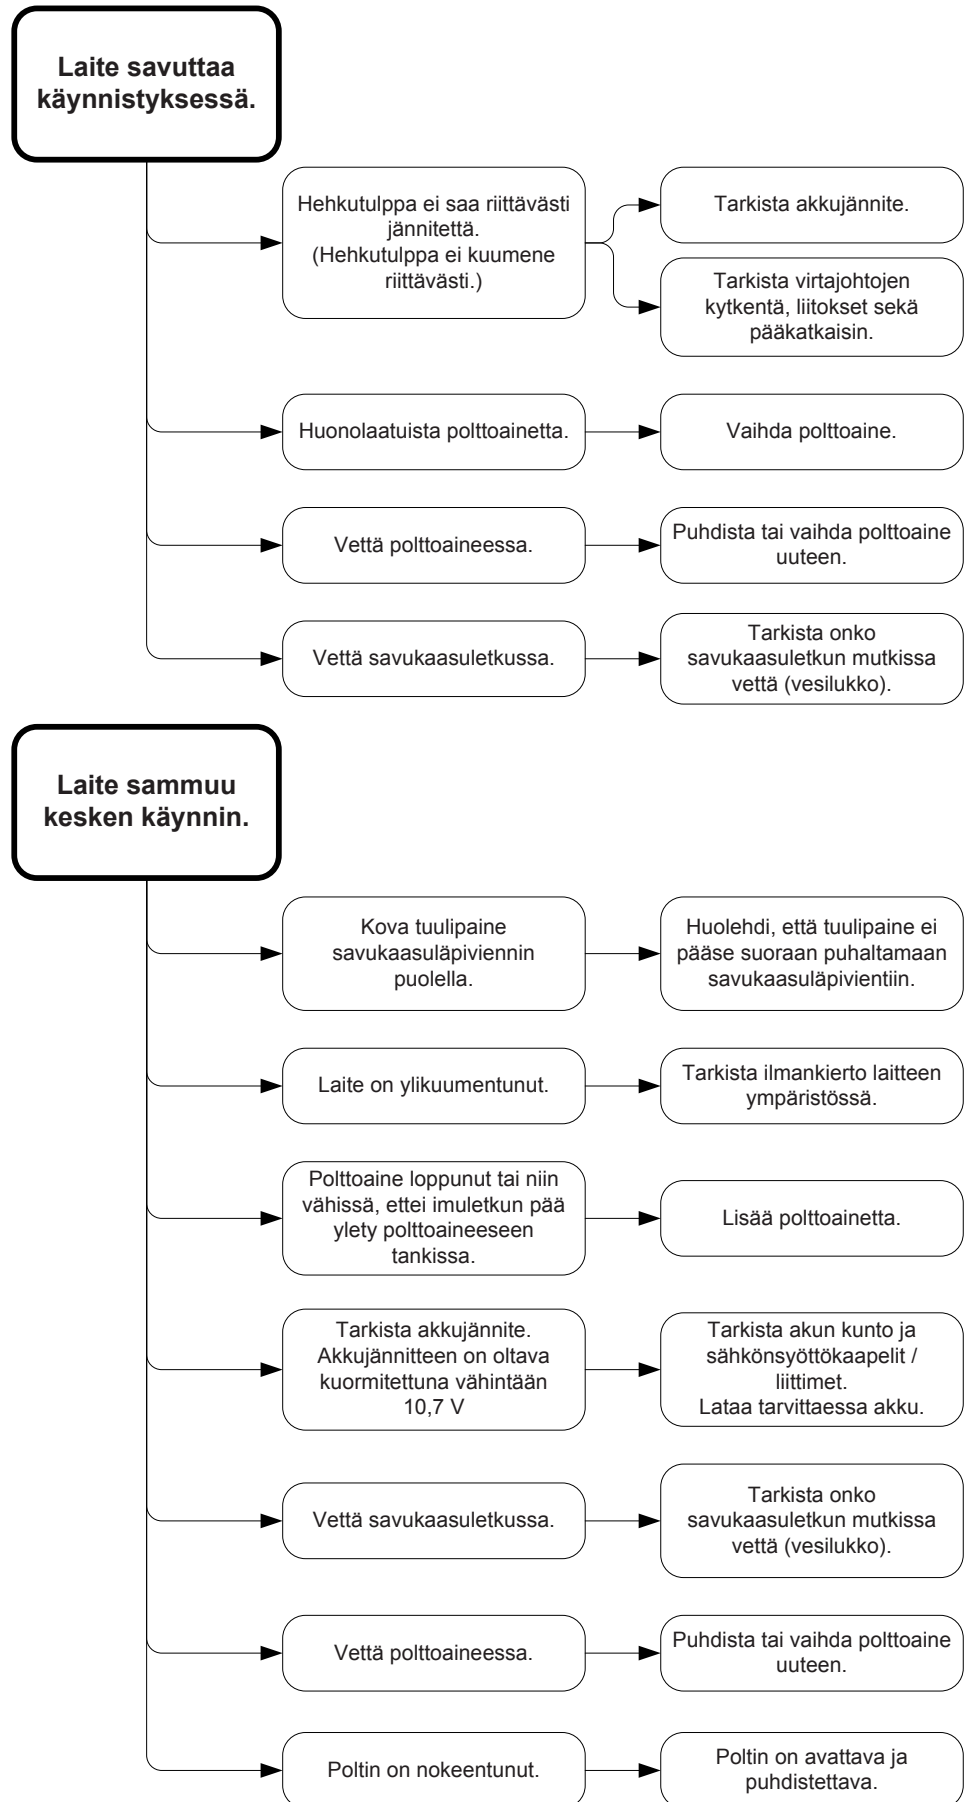 Laite savuttaa
käynnistyksessä.
Hehkutulppa ei saa riittävästi
jännitettä.
(Hehkutulppa ei kuumene
riittävästi.)
Tarkista akkujännite.
Tarkista virtajohtojen
kytkentä, liitokset sekä
pääkatkaisin.
Huonolaatuista polttoainetta.
Vaihda polttoaine.
Vettä polttoaineessa.
Puhdista tai vaihda polttoaine
uuteen.
Vettä savukaasuletkussa.
Tarkista onko
savukaasuletkun mutkissa
vettä (vesilukko).
Laite sammuu
kesken käynnin.
Kova tuulipaine
savukaasuläpiviennin
puolella.
Huolehdi, että tuulipaine ei
pääse suoraan puhaltamaan
savukaasuläpivientiin.
Laite on ylikuumentunut.
Tarkista ilmankierto laitteen
ympäristössä.
Polttoaine loppunut tai niin
vähissä, ettei imuletkun pää
ylety polttoaineeseen
tankissa.
Lisää polttoainetta.
Tarkista akkujännite.
Akkujännitteen on oltava
kuormitettuna vähintään
10,7 V
Tarkista akun kunto ja
sähkönsyöttökaapelit /
liittimet.
Lataa tarvittaessa akku.
Vettä savukaasuletkussa.
Tarkista onko
savukaasuletkun mutkissa
vettä (vesilukko).
Vettä polttoaineessa.
Puhdista tai vaihda polttoaine
uuteen.
Poltin on nokeentunut.
Poltin on avattava ja
puhdistettava.